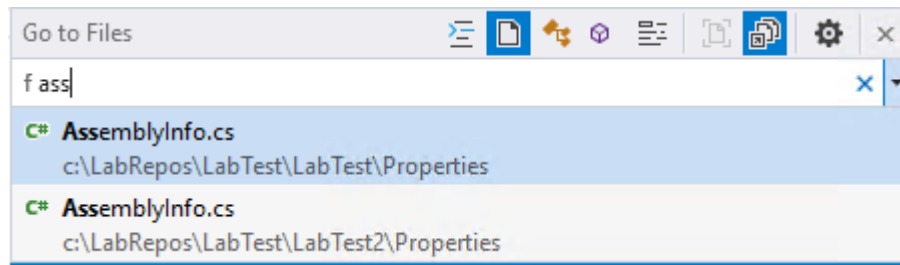 Go to Files
f ass
C# AssemblyInfo.cs
c:\LabRepos\LabTest\LabTest\Properties
C# AssemblyInfo.cs
c:\LabRepos\LabTest\LabTest2\Properties